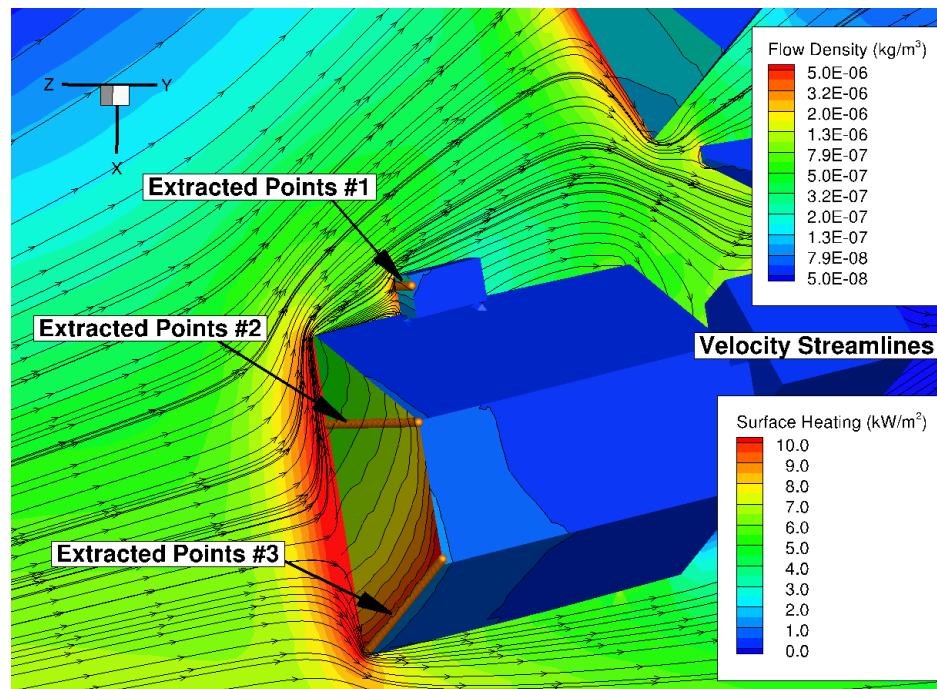 Flow Density (kg/m³)
5.0E-06
3.2E-06
2.0E-06
1.3E-06
7.9E-07
5.0E-07
3.2E-07
2.0E-07
1.3E-07
7.9E-08
5.0E-08
Z
Y
X
Extracted Points #1
Extracted Points #2
Velocity Streamlines
Extracted Points #3
Surface Heating (kW/m²)
10.0
9.0
8.0
7.0
6.0
5.0
4.0
3.0
2.0
1.0
0.0